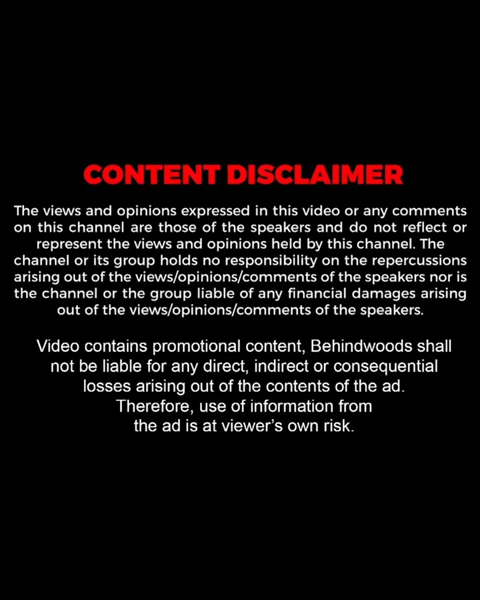 CONTENT DISCLAIMER
The views and opinions expressed in this video or any comments
on this channel are those of the speakers and do not reflect or
represent the views and opinions held by this channel. The
channel or its group holds no responsibility on the repercussions
arising out of the views/opinions/comments of the speakers nor is
the channel or the group liable of any financial damages arising
out of the views/opinions/comments of the speakers.
Video contains promotional content, Behindwoods shall
not be liable for any direct, indirect or consequential
losses arising out of the contents of the ad.
Therefore, use of information from
the ad is at viewer's own risk.